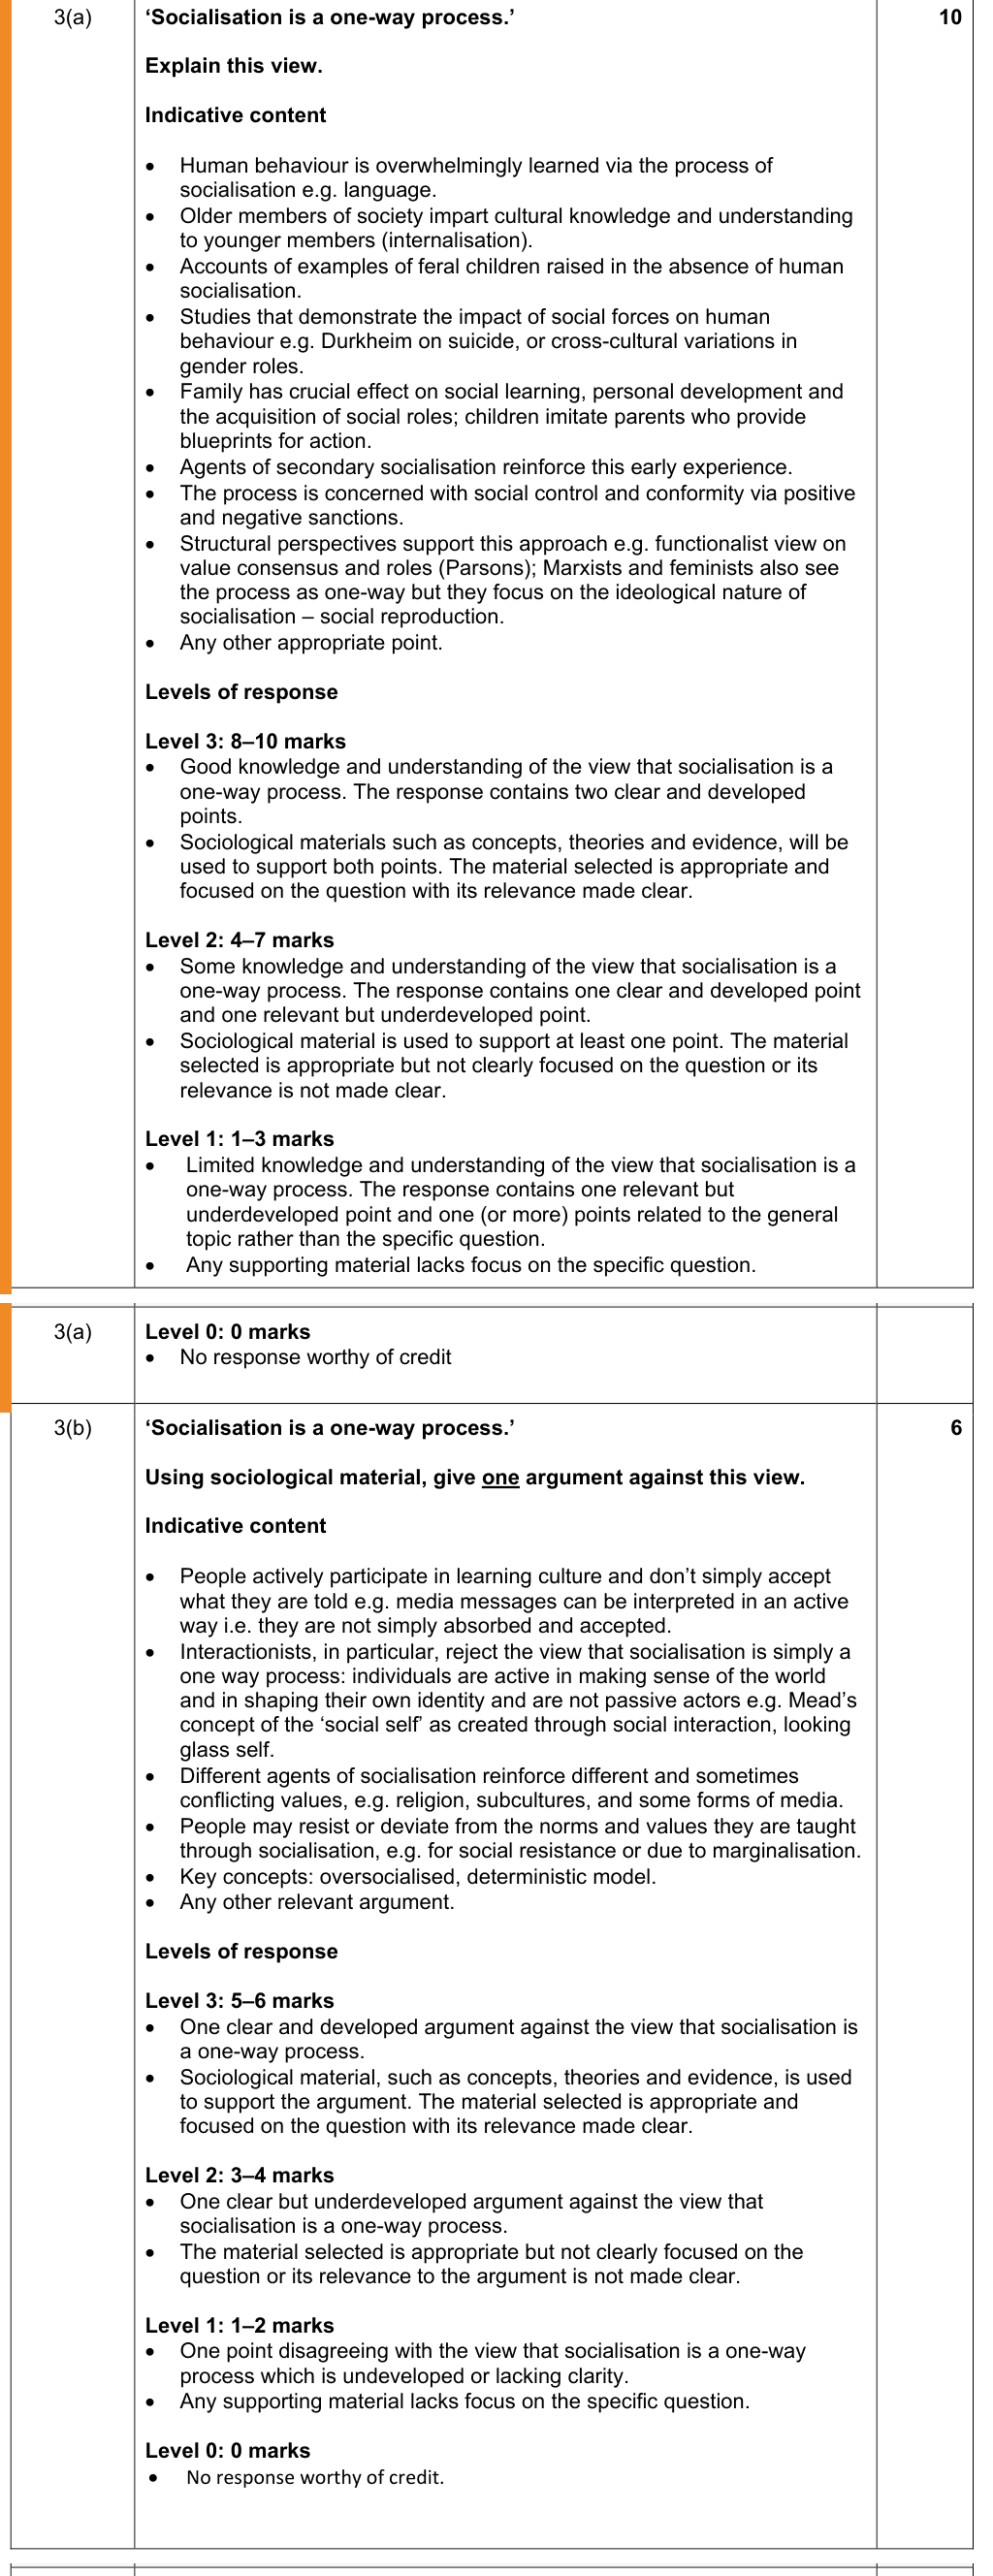 3(a) ‘Socialisation is a one-way process.’ 10
Explain this view.
Indicative content
• Human behaviour is overwhelmingly learned via the process of
socialisation e.g. language.
• Older members of society impart cultural knowledge and understanding
to younger members (internalisation).
• Accounts of examples of feral children raised in the absence of human
socialisation.
• Studies that demonstrate the impact of social forces on human
behaviour e.g. Durkheim on suicide, or cross-cultural variations in
gender roles.
• Family has crucial effect on social learning, personal development and
the acquisition of social roles; children imitate parents who provide
blueprints for action.
• Agents of secondary socialisation reinforce this early experience.
• The process is concerned with social control and conformity via positive
and negative sanctions.
• Structural perspectives support this approach e.g. functionalist view on
value consensus and roles (Parsons); Marxists and feminists also see
the process as one-way but they focus on the ideological nature of
socialisation – social reproduction.
• Any other appropriate point.
Levels of response
Level 3: 8–10 marks
• Good knowledge and understanding of the view that socialisation is a
one-way process. The response contains two clear and developed
points.
• Sociological materials such as concepts, theories and evidence, will be
used to support both points. The material selected is appropriate and
focused on the question with its relevance made clear.
Level 2: 4–7 marks
• Some knowledge and understanding of the view that socialisation is a
one-way process. The response contains one clear and developed point
and one relevant but underdeveloped point.
• Sociological material is used to support at least one point. The material
selected is appropriate but not clearly focused on the question or its
relevance is not made clear.
Level 1: 1–3 marks
• Limited knowledge and understanding of the view that socialisation is a
one-way process. The response contains one relevant but
underdeveloped point and one (or more) points related to the general
topic rather than the specific question.
• Any supporting material lacks focus on the specific question.
3(a) Level 0: 0 marks
• No response worthy of credit
3(b) ‘Socialisation is a one-way process.’ 6
Using sociological material, give one argument against this view.
Indicative content
• People actively participate in learning culture and don’t simply accept
what they are told e.g. media messages can be interpreted in an active
way i.e. they are not simply absorbed and accepted.
• Interactionists, in particular, reject the view that socialisation is simply a
one way process: individuals are active in making sense of the world
and in shaping their own identity and are not passive actors e.g. Mead’s
concept of the ‘social self’ as created through social interaction, looking
glass self.
• Different agents of socialisation reinforce different and sometimes
conflicting values, e.g. religion, subcultures, and some forms of media.
• People may resist or deviate from the norms and values they are taught
through socialisation, e.g. for social resistance or due to marginalisation.
• Key concepts: oversocialised, deterministic model.
• Any other relevant argument.
Levels of response
Level 3: 5–6 marks
• One clear and developed argument against the view that socialisation is
a one-way process.
• Sociological material, such as concepts, theories and evidence, is used
to support the argument. The material selected is appropriate and
focused on the question with its relevance made clear.
Level 2: 3–4 marks
• One clear but underdeveloped argument against the view that
socialisation is a one-way process.
• The material selected is appropriate but not clearly focused on the
question or its relevance to the argument is not made clear.
Level 1: 1–2 marks
• One point disagreeing with the view that socialisation is a one-way
process which is undeveloped or lacking clarity.
• Any supporting material lacks focus on the specific question.
Level 0: 0 marks
• No response worthy of credit.